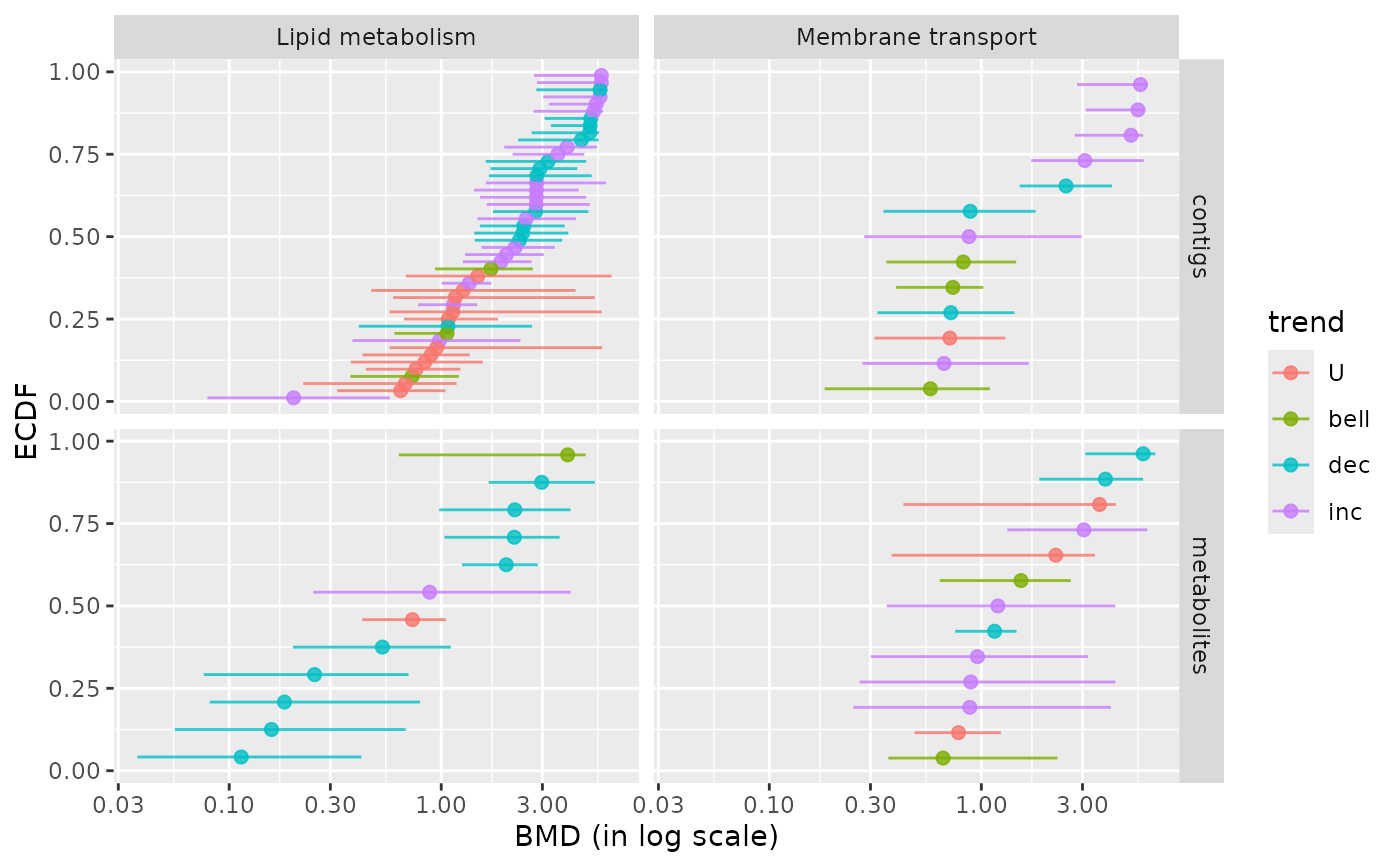 Lipid metabolism
Membrane transport
1.00
0.75
0.50
0.25
0.00
contigs
1.00
0.75
0.50
0.25
0.00
metabolites
ECDF
0.03 0.10 0.30 1.00 3.00
0.03 0.10 0.30 1.00 3.00
BMD (in log scale)
trend
U
bell
dec
inc